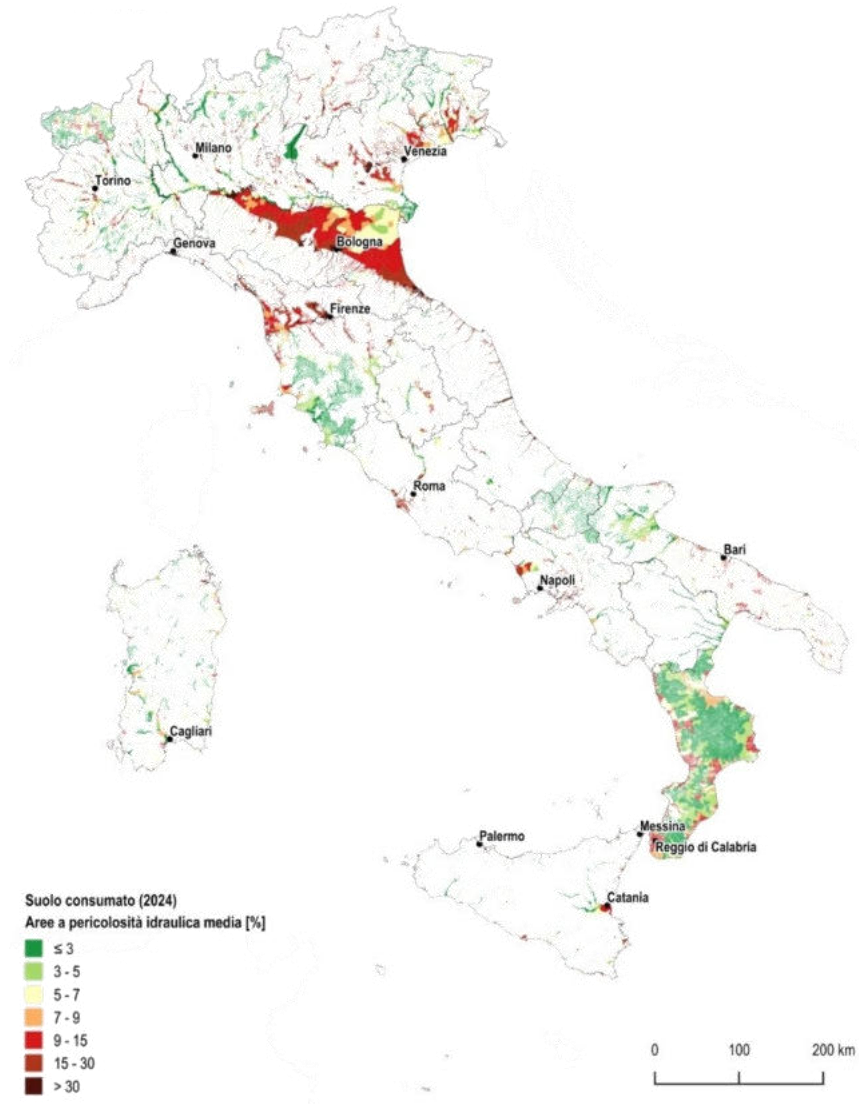 Milano
Venezia
Torino
Genova
Bologna
Firenze
Roma
Bari
Napoli
Cagliari
Messina
Palermo
Reggio di Calabria
Catania
Suolo consumato (2024)
Aree a pericolosità idraulica media [%]
≤ 3
3 - 5
5 - 7
7 - 9
9 - 15
15 - 30
> 30
0 100 200 km